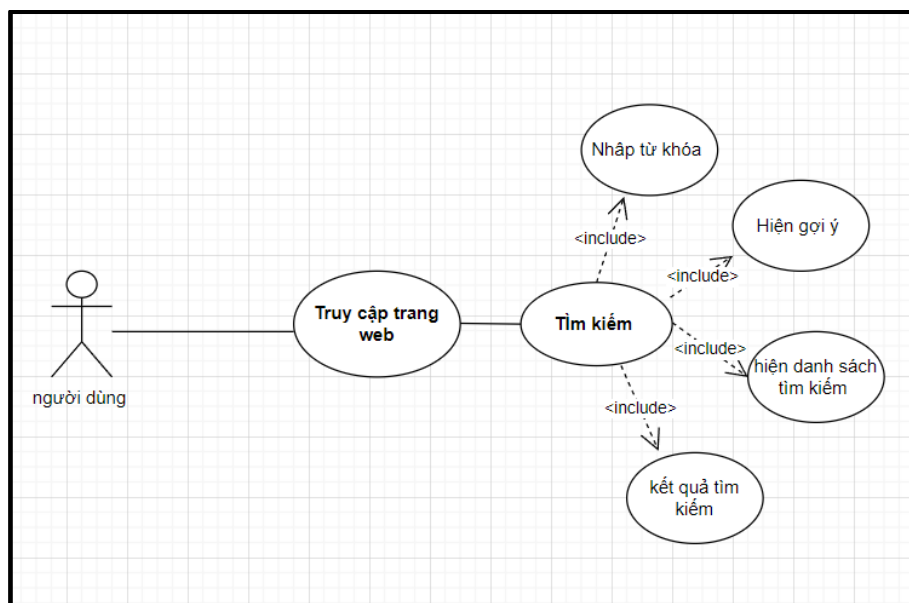 Nhâp từ khóa
Hiện gợi ý
<include>
<include>
Truy cập trang
web
Tìm kiếm
<include>
hiện danh sách
tìm kiếm
người dùng
<include>
kết quả tìm
kiếm